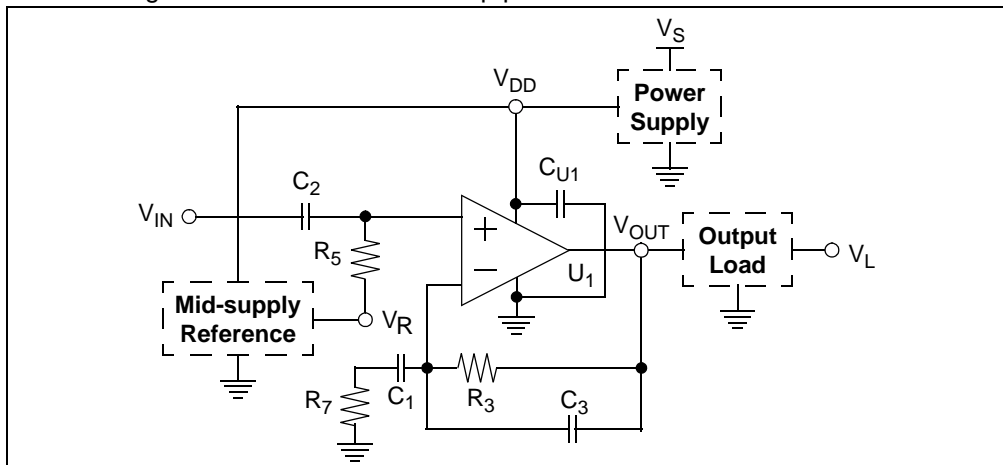 V_S
V_DD
Power
Supply
C_U1
C_2
V_IN
V_OUT
Output
Load
V_L
R_5
+
−
U_1
Mid-supply
Reference
V_R
R_7
C_1
R_3
C_3